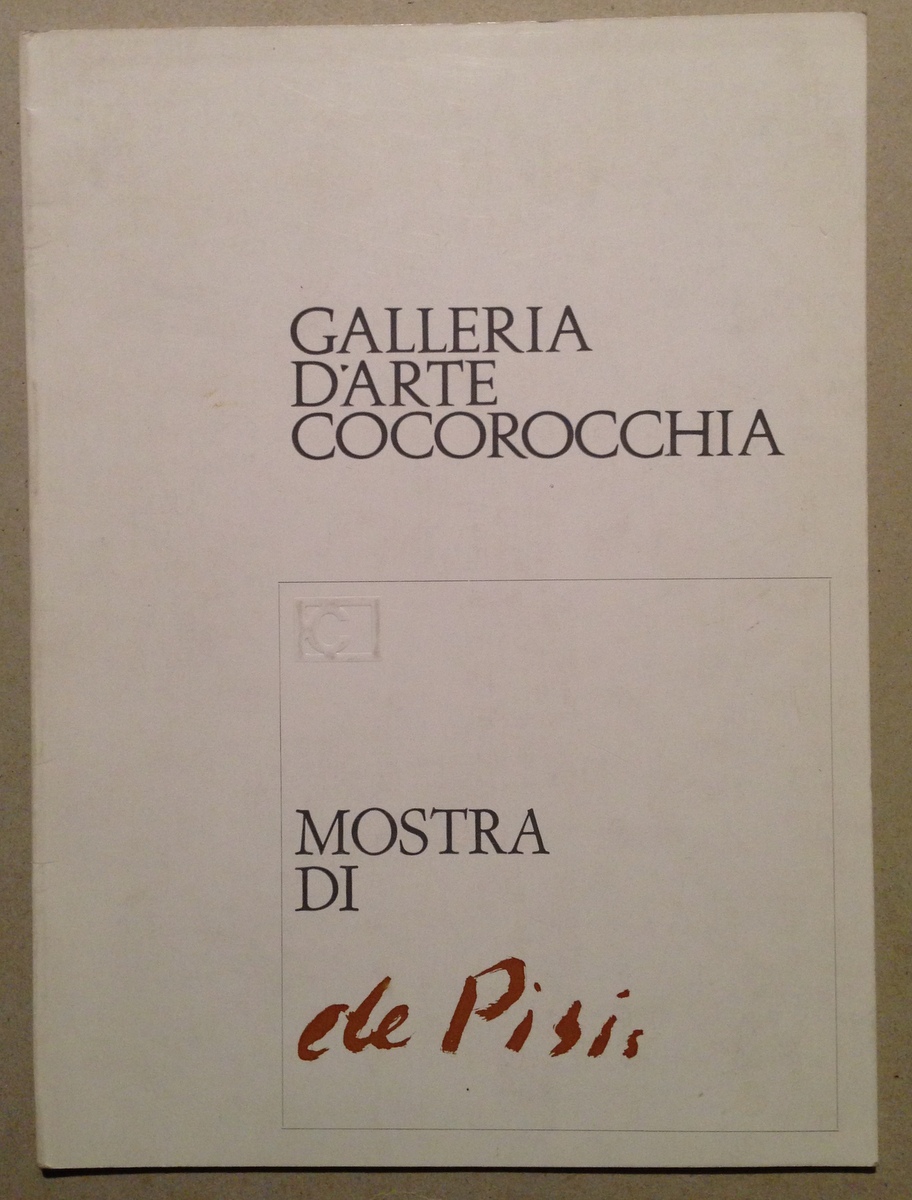 GALLERIA
D'ARTE
COCOROCCHIA
C
MOSTRA
DI
de Pisis